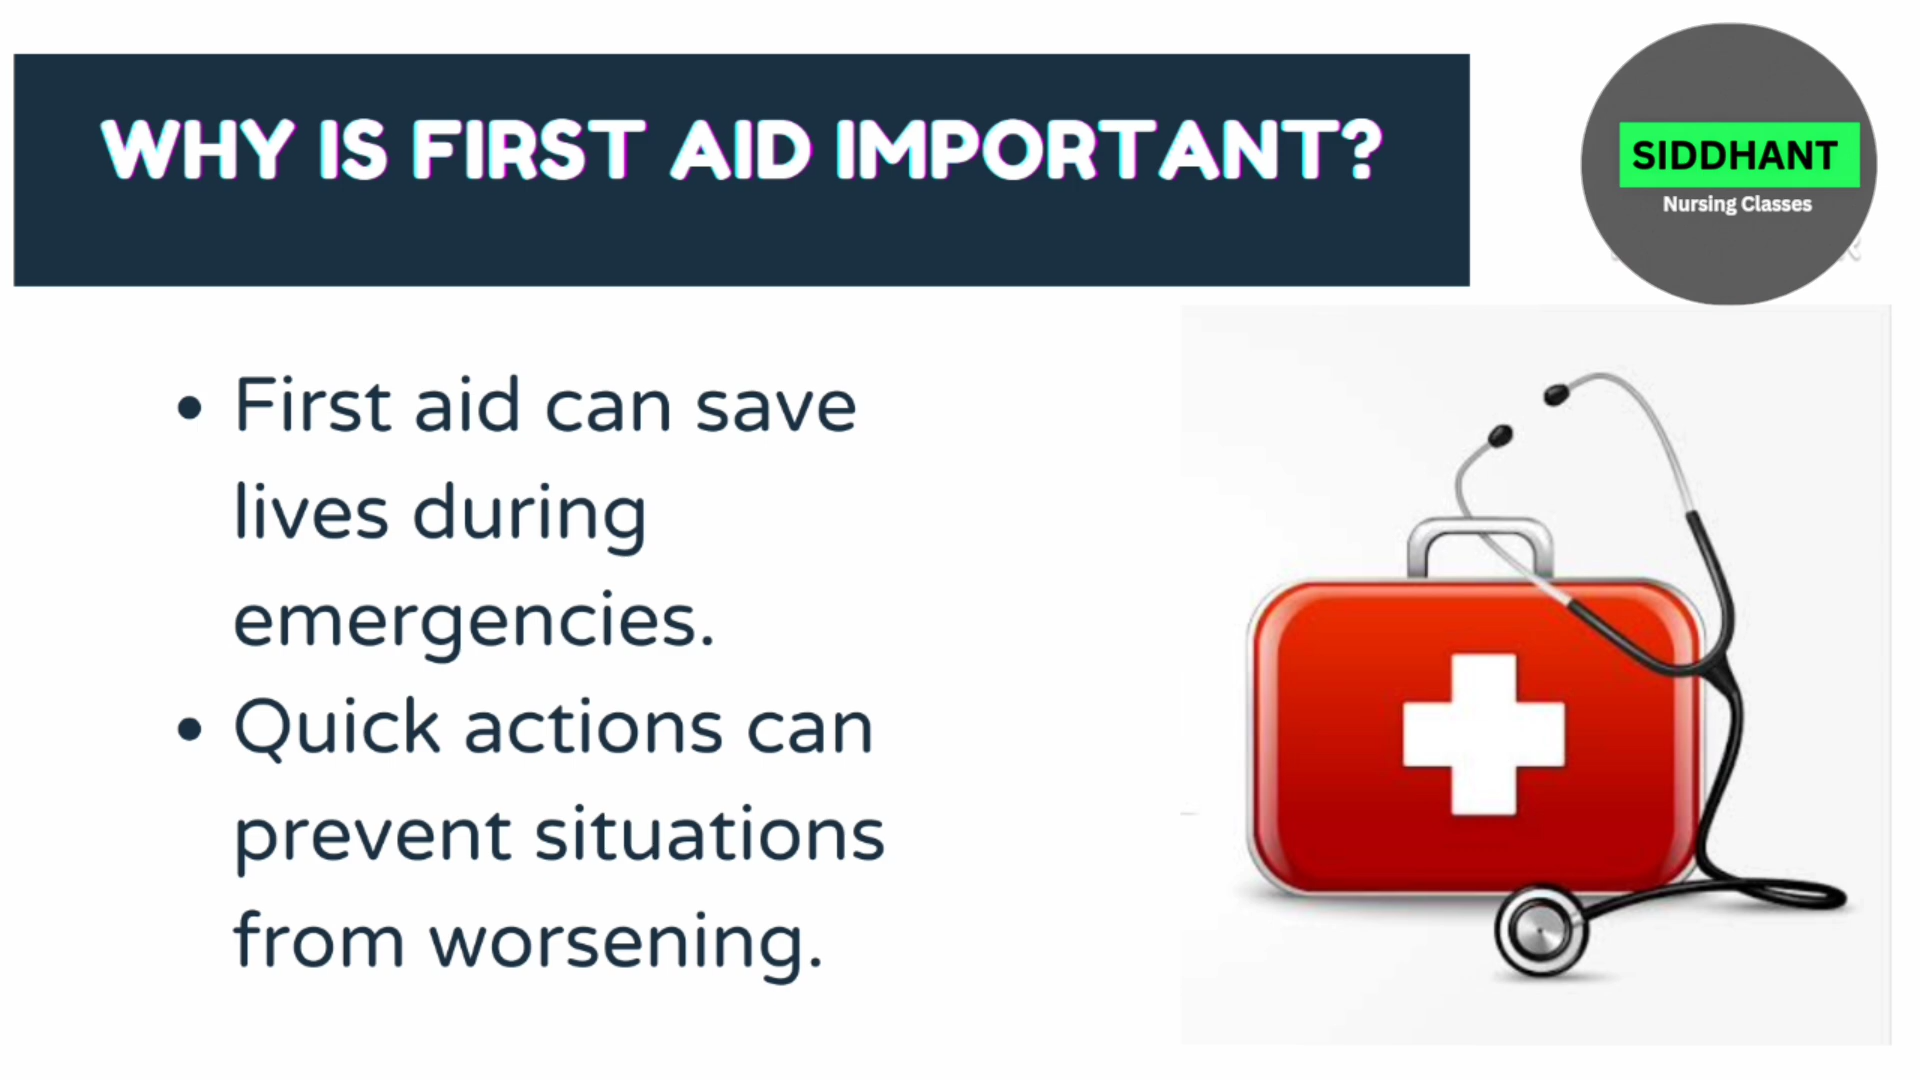 WHY IS FIRST AID IMPORTANT?
SIDDHANT
Nursing Classes
• First aid can save
lives during
emergencies.
• Quick actions can
prevent situations
from worsening.